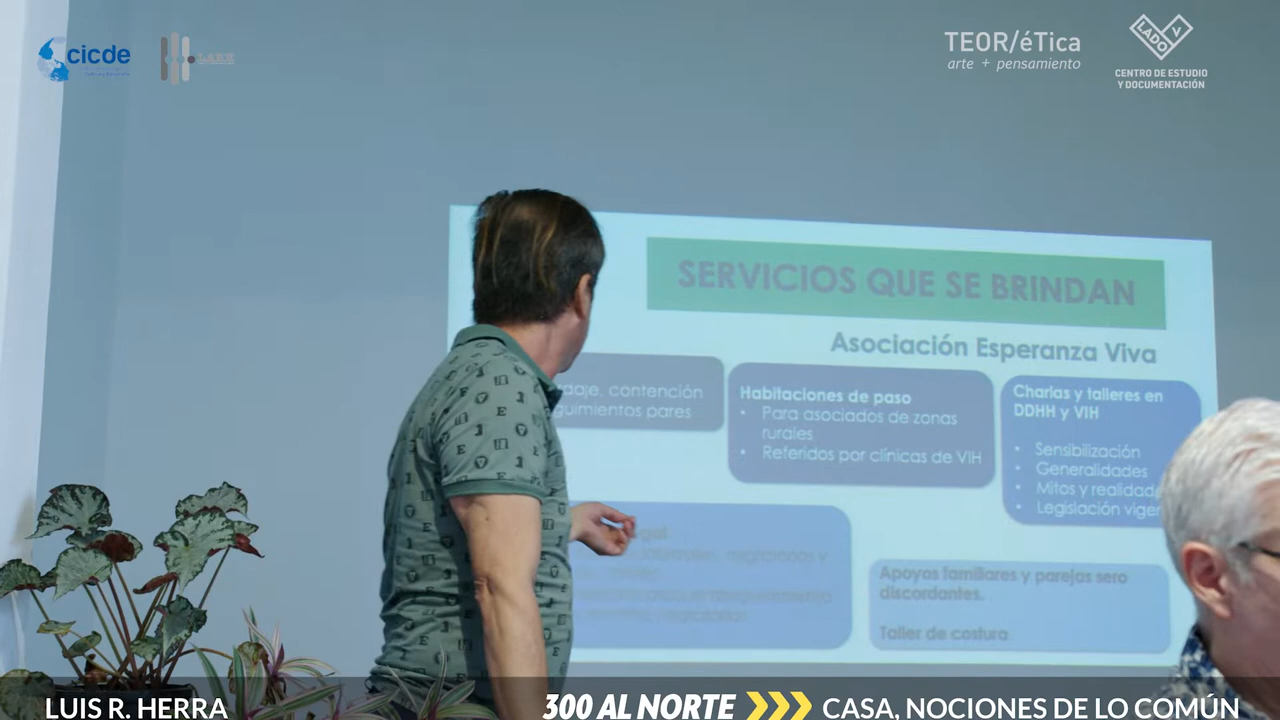 cicde
TEOR/éTica
arte + pensamiento
LADO V
CENTRO DE ESTUDIO
Y DOCUMENTACIÓN
SERVICIOS QUE SE BRINDAN
Asociación Esperanza Viva
contención
pares
Habitaciones de paso
• Para asociados de zonas
rurales
• Referidos por clínicas de VIH
Charlas y talleres en
DDHH y VIH
• Sensibilización
• Generalidades
• Mitos y realidad
• Legislación
migratorios y
Apoyos familiares y parejas sero
discordantes.
Taller de costura
LUIS R. HERRA
300 AL NORTE
CASA, NOCIONES DE LO COMÚN